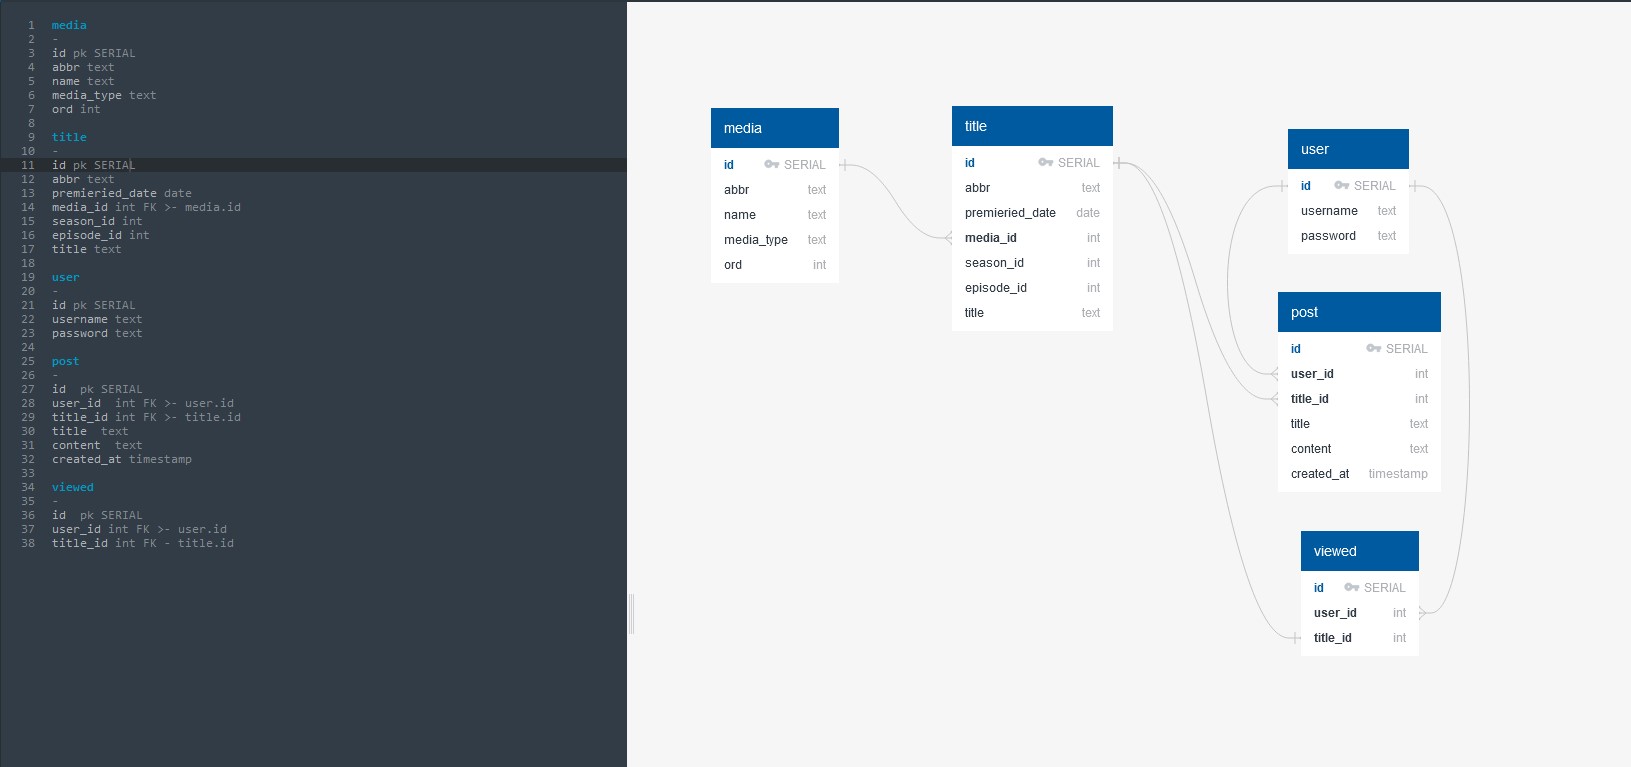 1 media
2 -
3 id pk SERIAL
4 abbr text
5 name text
6 media_type text
7 ord int
8
9 title
10 -
11 id pk SERIAL
12 abbr text
13 premieried_date date
14 media_id int FK >- media.id
15 season_id int
16 episode_id int
17 title text
18
19 user
20 -
21 id pk SERIAL
22 username text
23 password text
24
25 post
26 -
27 id  pk SERIAL
28 user_id  int FK >- user.id
29 title_id int FK >- title.id
30 title  text
31 content  text
32 created_at timestamp
33
34 viewed
35 -
36 id  pk SERIAL
37 user_id int FK >- user.id
38 title_id int FK - title.id
media
id SERIAL
abbr text
name text
media_type text
ord int
title
id SERIAL
abbr text
premieried_date date
media_id int
season_id int
episode_id int
title text
user
id SERIAL
username text
password text
post
id SERIAL
user_id int
title_id int
title text
content text
created_at timestamp
viewed
id SERIAL
user_id int
title_id int